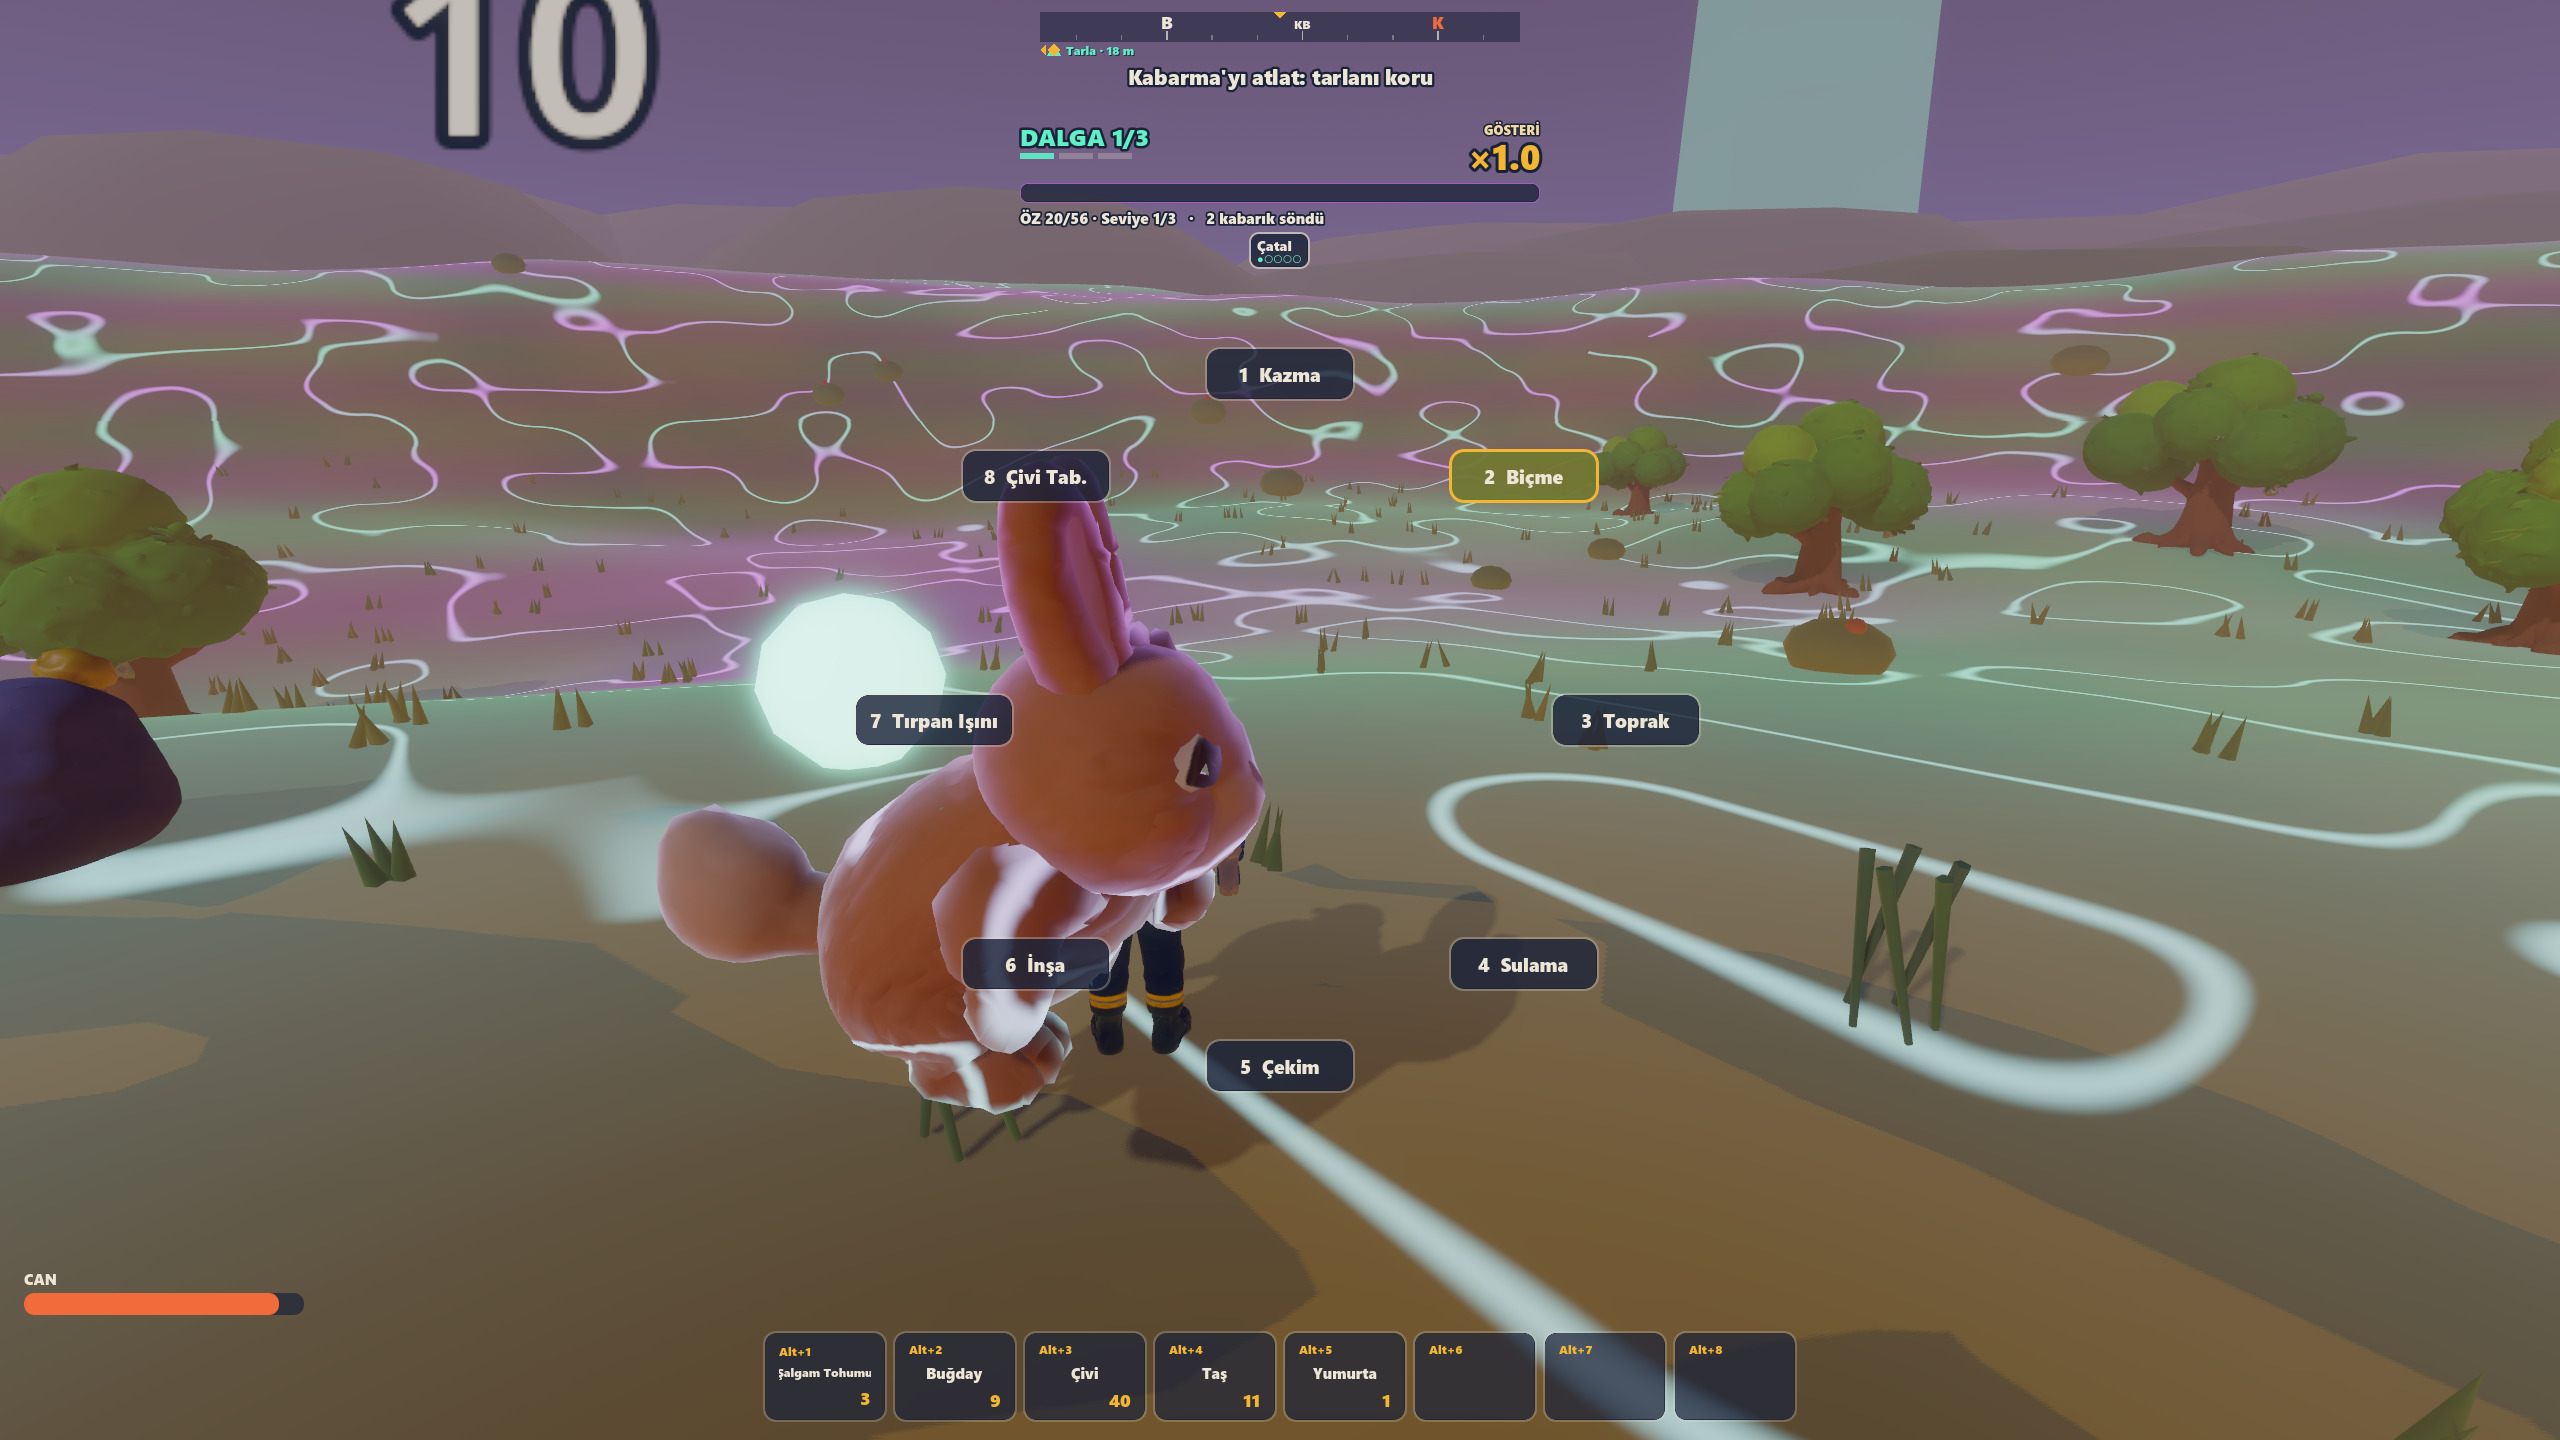 10
B KB K
Tarla · 18 m
Kabarma'yı atlat: tarlanı koru
DALGA 1/3
GÖSTERİ
×1.0
ÖZ 20/56 · Seviye 1/3 · 2 kabarık söndü
Çatal
1 Kazma
8 Çivi Tab.
2 Biçme
7 Tırpan Işını
3 Toprak
6 İnşa
4 Sulama
5 Çekim
CAN
Alt+1
Şalgam Tohumu
3
Alt+2
Buğday
9
Alt+3
Çivi
40
Alt+4
Taş
11
Alt+5
Yumurta
1
Alt+6
Alt+7
Alt+8